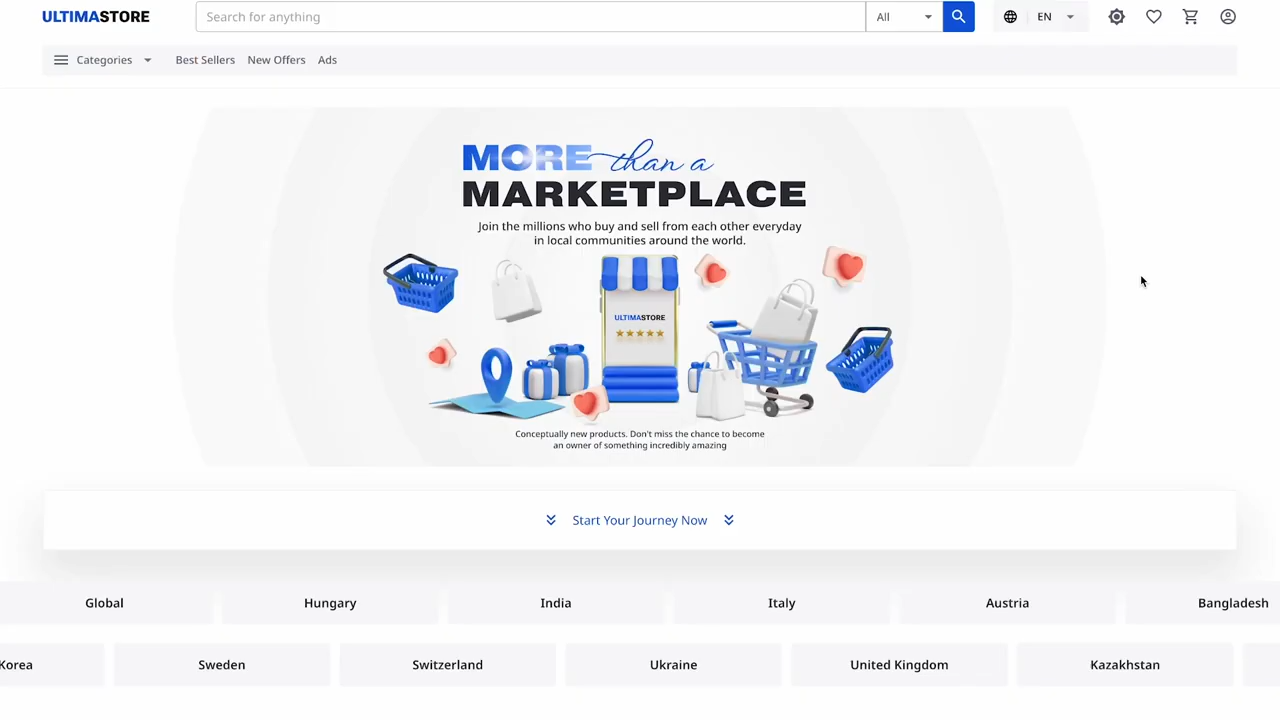 ULTIMASTORE
Search for anything
All
EN
Categories
Best Sellers
New Offers
Ads
MORE than a
MARKETPLACE
Join the millions who buy and sell from each other everyday
in local communities around the world.
ULTIMASTORE
Conceptually new products. Don't miss the chance to become
an owner of something incredibly amazing
Start Your Journey Now
Global
Hungary
India
Italy
Austria
Bangladesh
Korea
Sweden
Switzerland
Ukraine
United Kingdom
Kazakhstan